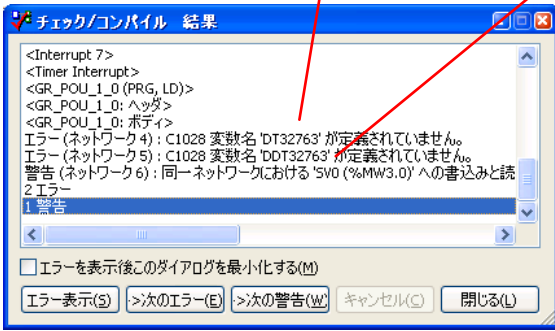 チェック/コンパイル 結果
<Interrupt 7>
<Timer Interrupt>
<GR_POU_1_0 (PRG, LD)>
<GR_POU_1_0: ヘッダ>
<GR_POU_1_0: ボディ>
エラー (ネットワーク 4) : C1028 変数名 'DT32763' が定義されていません。
エラー (ネットワーク 5) : C1028 変数名 'DDT32763' が定義されていません。
警告 (ネットワーク 6) : 同一ネットワークにおける 'SV0 (%MW3.0)' への書込みと読
2 エラー
1 警告
エラーを表示後このダイアログを最小化する(M)
エラー表示(S) ->次のエラー(E) ->次の警告(W) キャンセル(C) 閉じる(L)